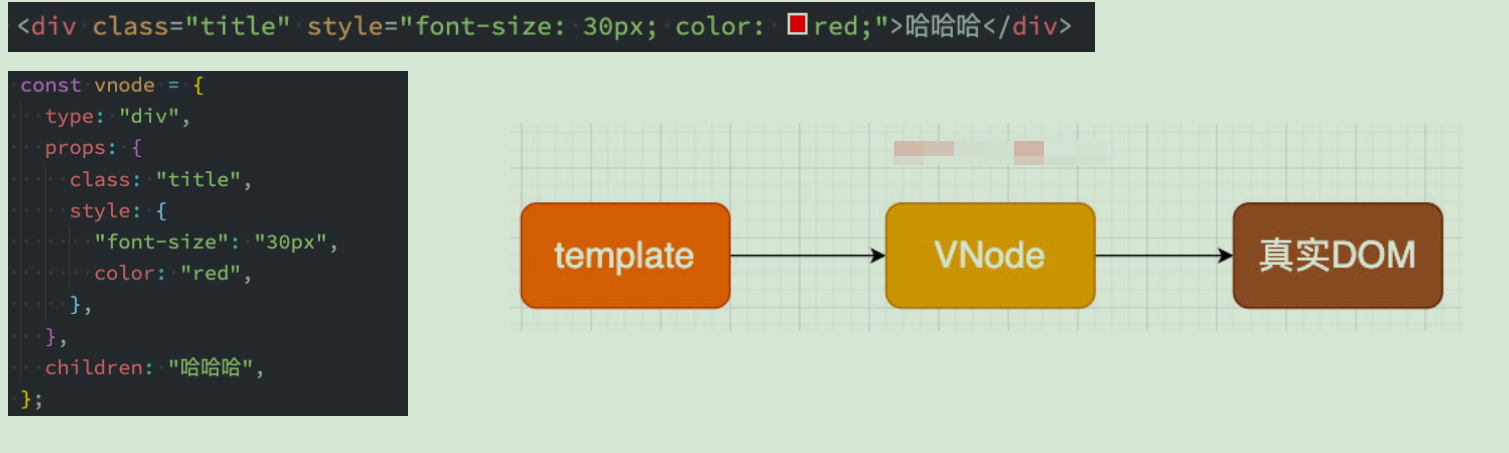 <div class="title" style="font-size: 30px; color: red;">哈哈哈</div>
const vnode = {
  type: "div",
  props: {
    class: "title",
    style: {
      "font-size": "30px",
      color: "red",
    },
  },
  children: "哈哈哈",
};
template
VNode
真实DOM